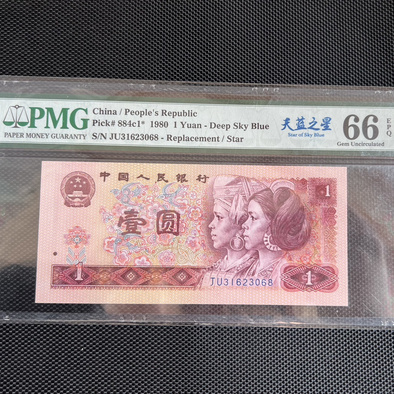 PMG
PAPER MONEY GUARANTY
China / People's Republic
Pick# 884c1* 1980 1 Yuan - Deep Sky Blue
S/N JU31623068 - Replacement / Star
天蓝之星
Star of Sky Blue
66 EPQ
Gem Uncirculated
中国人民银行
1
壹圆
1
1
JU31623068